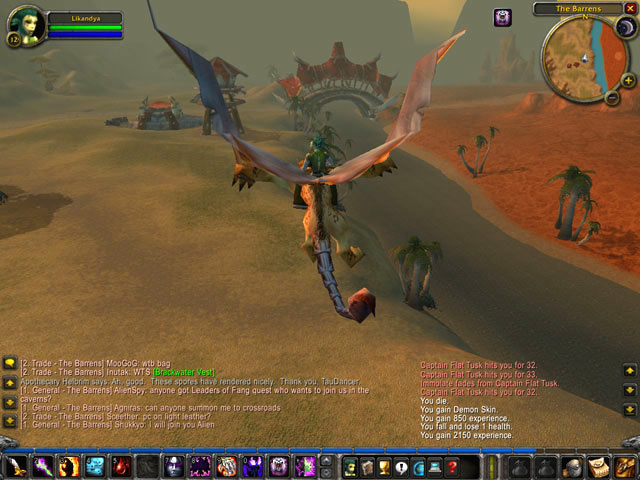 Likandya
12
The Barrens
N
[2. Trade - The Barrens] MooGoG: wtb bag
[2. Trade - The Barrens] Inutak: WTS [Brackwater Vest]
Apothecary Helbrim says: Ah, good. These spores have rendered nicely. Thank you, TauDancer.
[1. General - The Barrens] AlienSpy: anyone got Leaders of Fang quest who wants to join us in the
caverns?
[1. General - The Barrens] Agniras: can anyone summon me to crossroads
[2. Trade - The Barrens] Sceether: pc on light leather?
[1. General - The Barrens] Shukkyo: I will join you Alien
Captain Flat Tusk hits you for 32.
Captain Flat Tusk hits you for 33.
Immolate fades from Captain Flat Tusk.
Captain Flat Tusk hits you for 32.
You die.
You gain Demon Skin.
You gain 850 experience.
You fall and lose 1 health.
You gain 2150 experience.